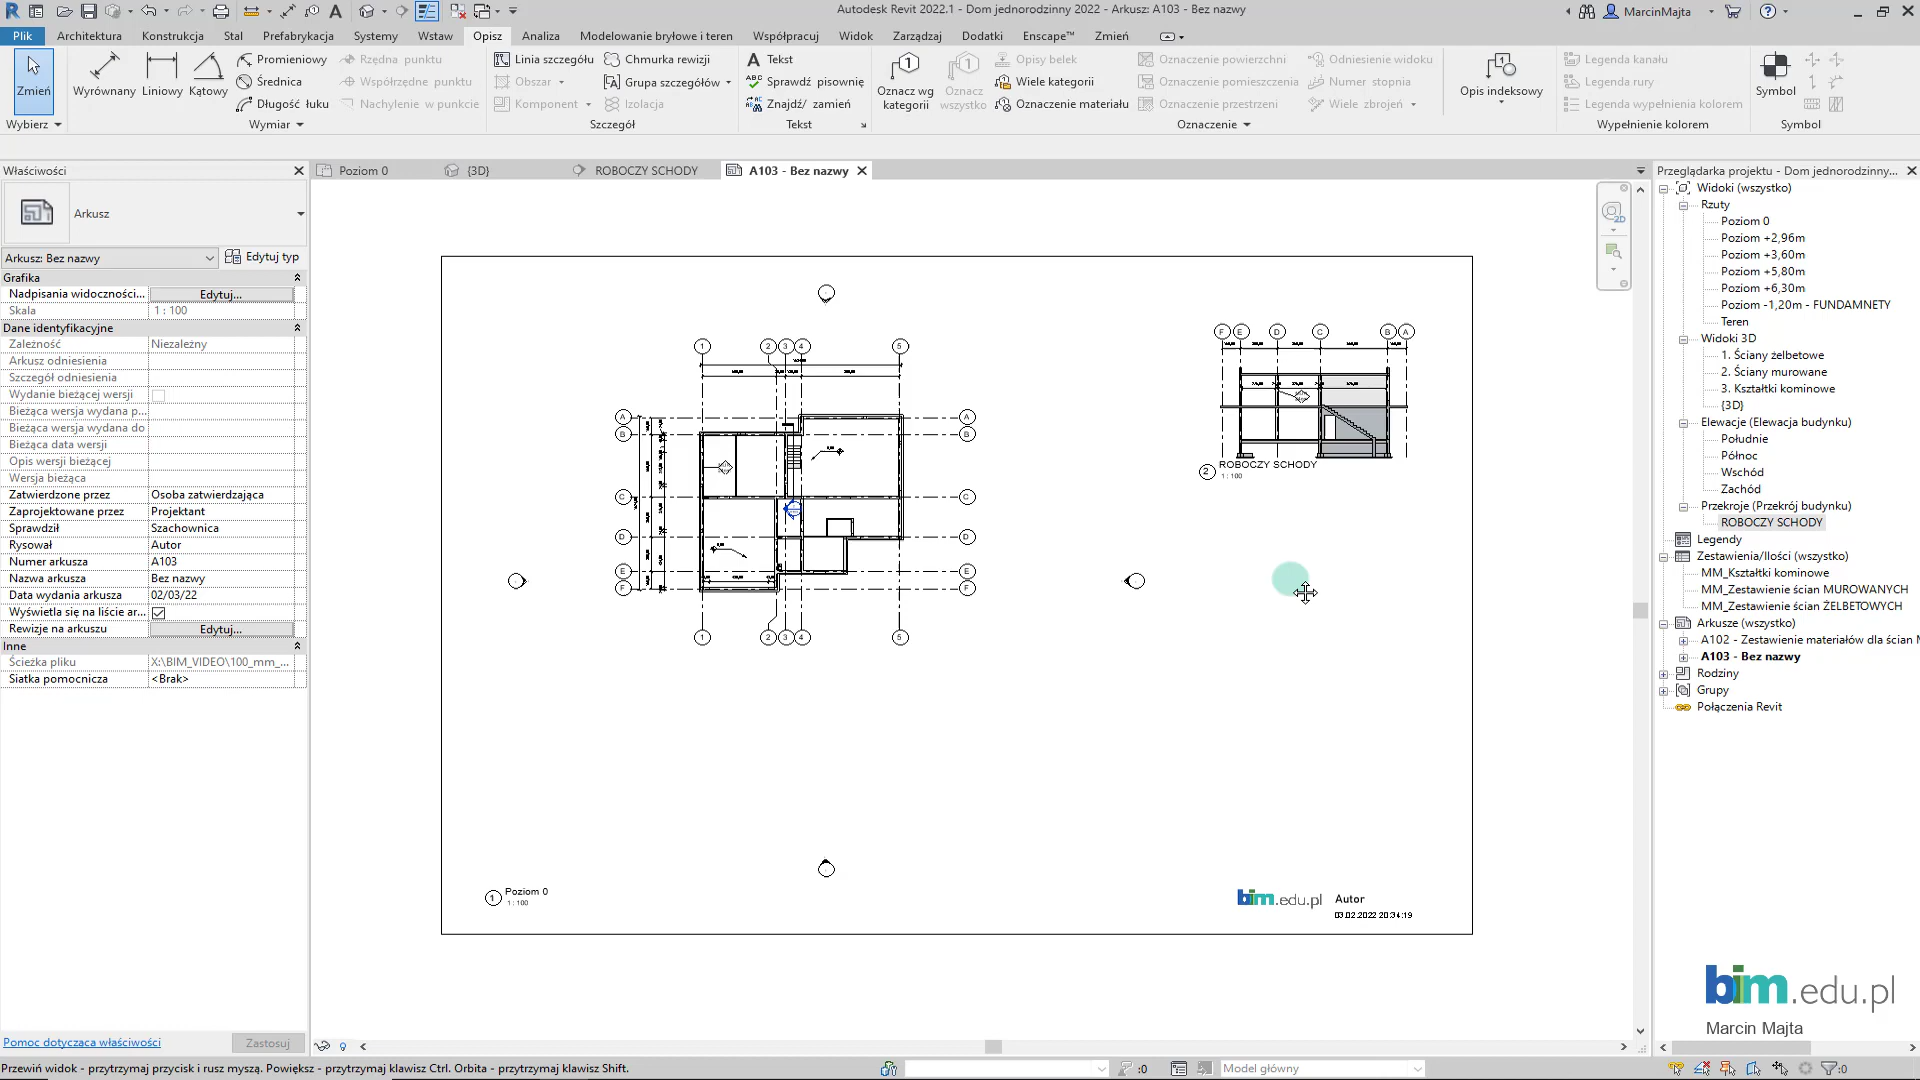 Autodesk Revit 2022.1 - Dom jednorodzinny 2022 - Arkusz: A103 - Bez nazwy
MarcinMajta
Plik Architektura Konstrukcja Stal Prefabrykacja Systemy Wstaw Opisz Analiza Modelowanie bryłowe i teren Współpracuj Widok Zarządzaj Dodatki Enscape™ Zmień
Zmień
Wybierz
Wyrównany
Liniowy
Kątowy
Promieniowy
Średnica
Długość łuku
Rzędna punktu
Współrzędne punktu
Nachylenie w punkcie
Wymiar
Linia szczegółu
Obszar
Komponent
Chmurka rewizji
Grupa szczegółów
Izolacja
Szczegół
Tekst
Sprawdź pisownię
Znajdź/ zamień
Tekst
Oznacz wg kategorii
Oznacz wszystko
Opisy belek
Wiele kategorii
Oznaczenie materiału
Oznaczenie powierzchni
Oznaczenie pomieszczenia
Oznaczenie przestrzeni
Odniesienie widoku
Numer stopnia
Wiele zbrojeń
Oznaczenie
Opis indeksowy
Legenda kanału
Legenda rury
Legenda wypełnienia kolorem
Wypełnienie kolorem
Symbol
Symbol
Właściwości
Arkusz
Arkusz: Bez nazwy
Edytuj typ
Grafika
Nadpisania widoczności... Edytuj...
Skala 1 : 100
Dane identyfikacyjne
Zależność Niezależny
Arkusz odniesienia
Szczegół odniesienia
Wydanie bieżącej wersji
Bieżąca wersja wydana p...
Bieżąca wersja wydana do
Bieżąca data wersji
Opis wersji bieżącej
Wersja bieżąca
Zatwierdzone przez Osoba zatwierdzająca
Zaprojektowane przez Projektant
Sprawdził Szachownica
Rysował Autor
Numer arkusza A103
Nazwa arkusza Bez nazwy
Data wydania arkusza 02/03/22
Wyświetla się na liście ar...
Rewizje na arkuszu Edytuj...
Inne
Ścieżka pliku X:\BIM_VIDEO\100_mm_...
Siatka pomocnicza <Brak>
Pomoc dotycząca właściwości
Zastosuj
Poziom 0
{3D}
ROBOCZY SCHODY
A103 - Bez nazwy
2D
1 2 3 4 5
A A
B B
C C
D D
E E
F F
1 2 3 4 5
F E D C B A
2 ROBOCZY SCHODY
1 : 100
1 Poziom 0
1 : 100
bim.edu.pl
Autor
03.02.2022 20:34:19
Przeglądarka projektu - Dom jednorodzinny...
Widoki (wszystko)
Rzuty
Poziom 0
Poziom +2,96m
Poziom +3,60m
Poziom +5,80m
Poziom +6,30m
Poziom -1,20m - FUNDAMNETY
Teren
Widoki 3D
1. Ściany żelbetowe
2. Ściany murowane
3. Kształtki kominowe
{3D}
Elewacje (Elewacja budynku)
Południe
Północ
Wschód
Zachód
Przekroje (Przekrój budynku)
ROBOCZY SCHODY
Legendy
Zestawienia/Ilości (wszystko)
MM_Kształtki kominowe
MM_Zestawienie ścian MUROWANYCH
MM_Zestawienie ścian ŻELBETOWYCH
Arkusze (wszystko)
A102 - Zestawienie materiałów dla ścian M
A103 - Bez nazwy
Rodziny
Grupy
Połączenia Revit
bim.edu.pl
Marcin Majta
Przewiń widok - przytrzymaj przycisk i rusz myszą. Powiększ - przytrzymaj klawisz Ctrl. Orbita - przytrzymaj klawisz Shift.
:0
Model główny
:0